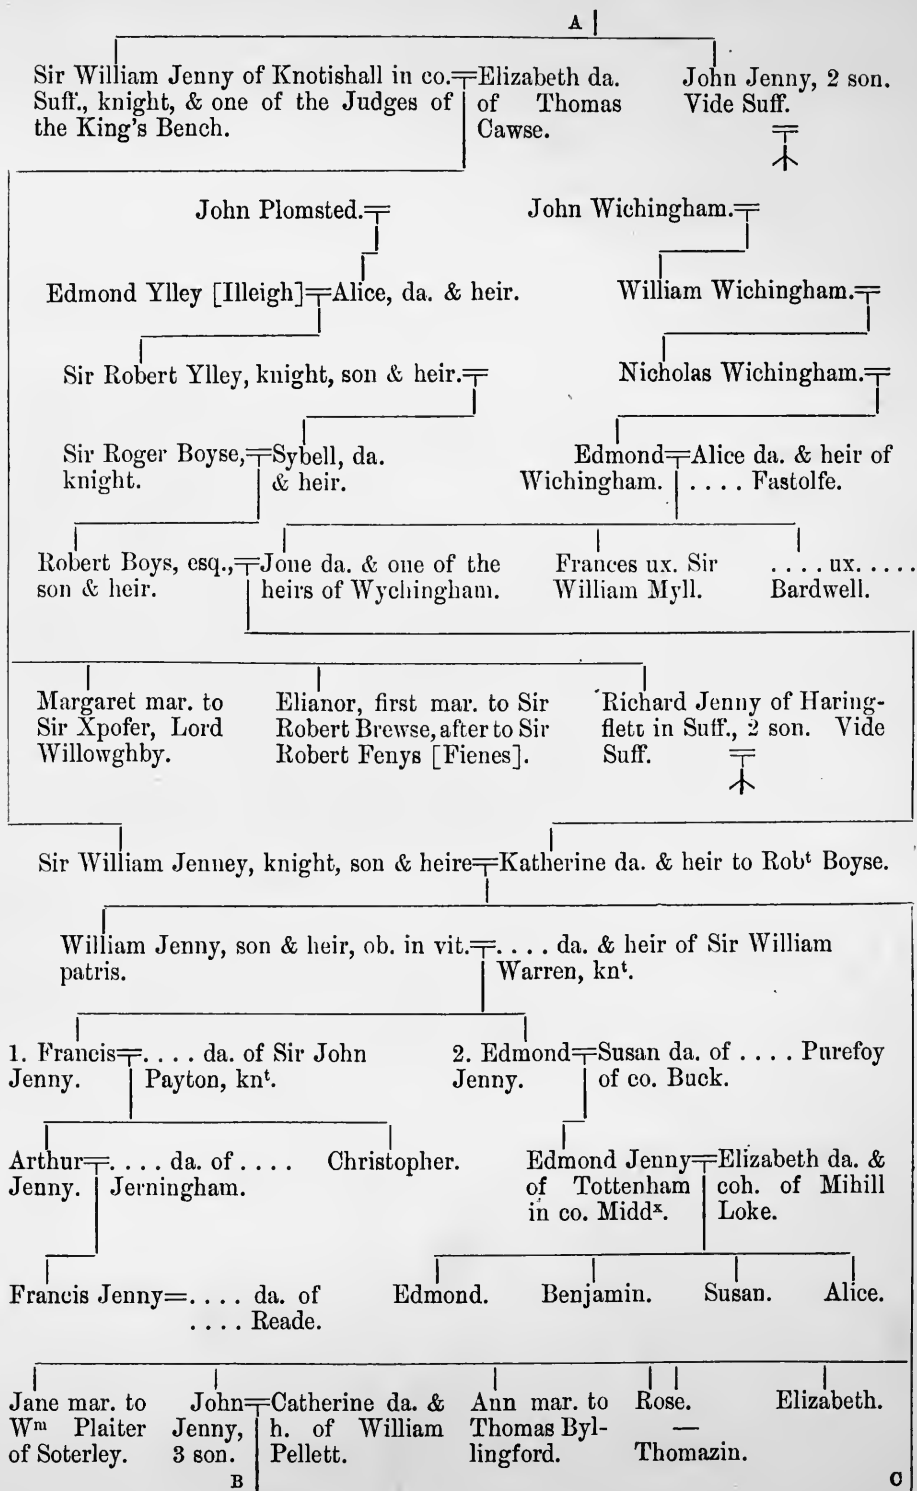 A
Sir William Jenny of Knotishall in co. Suff., knight, & one of the Judges of the King's Bench.
Elizabeth da. of Thomas Cawse.
John Jenny, 2 son. Vide Suff.
John Plomsted.
John Wichingham.
Edmond Ylley [Illeigh]=Alice, da. & heir.
William Wichingham.
Sir Robert Ylley, knight, son & heir.
Nicholas Wichingham.
Sir Roger Boyse, knight.
Sybell, da. & heir.
Edmond Wichingham.
Alice da. & heir of .... Fastolfe.
Robert Boys, esq., son & heir.
Jone da. & one of the heirs of Wychingham.
Frances ux. Sir William Myll.
.... ux. .... Bardwell.
Margaret mar. to Sir Xpofer, Lord Willowghby.
Elianor, first mar. to Sir Robert Brewse, after to Sir Robert Fenys [Fienes].
Richard Jenny of Haringflett in Suff., 2 son. Vide Suff.
Sir William Jenney, knight, son & heire=Katherine da. & heir to Robᵗ Boyse.
William Jenny, son & heir, ob. in vit. patris.
.... da. & heir of Sir William Warren, knᵗ.
1. Francis Jenny.
.... da. of Sir John Payton, knᵗ.
2. Edmond Jenny.
Susan da. of .... Purefoy of co. Buck.
Arthur Jenny.
.... da. of .... Jerningham.
Christopher.
Edmond Jenny of Tottenham in co. Middˣ.
Elizabeth da. & coh. of Mihill Loke.
Francis Jenny=.... da. of .... Reade.
Edmond.
Benjamin.
Susan.
Alice.
Jane mar. to Wᵐ Plaiter of Soterley.
John Jenny, 3 son.
Catherine da. & h. of William Pellett.
Ann mar. to Thomas Byllingford.
Rose.
—
Thomazin.
Elizabeth.
B
C